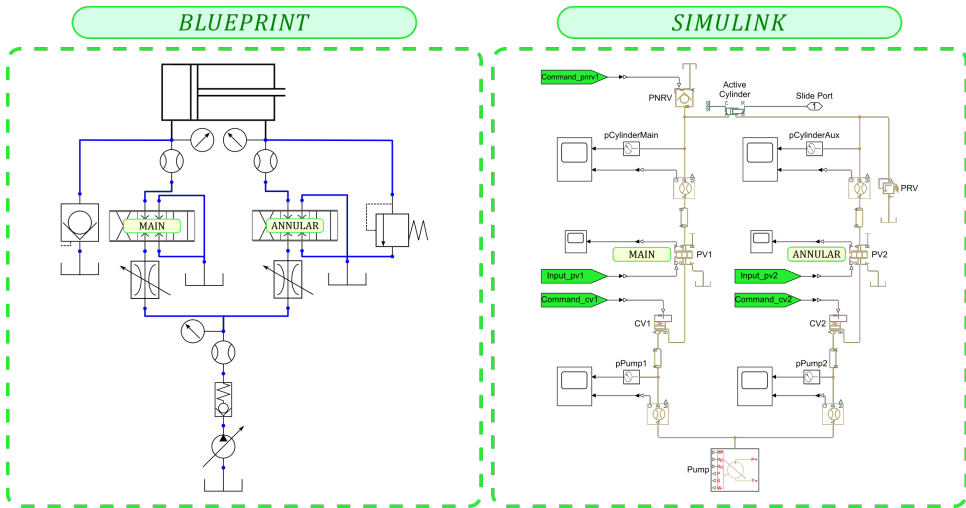 BLUEPRINT
SIMULINK
MAIN
ANNULAR
Command_pnrv1
PNRV
Active
Cylinder
C
R
Slide Port
1
pCylinderMain
pCylinderAux
PRV
MAIN
PV1
ANNULAR
PV2
Input_pv1
Input_pv2
Command_cv1
Command_cv2
CV1
CV2
pPump1
pPump2
Pump